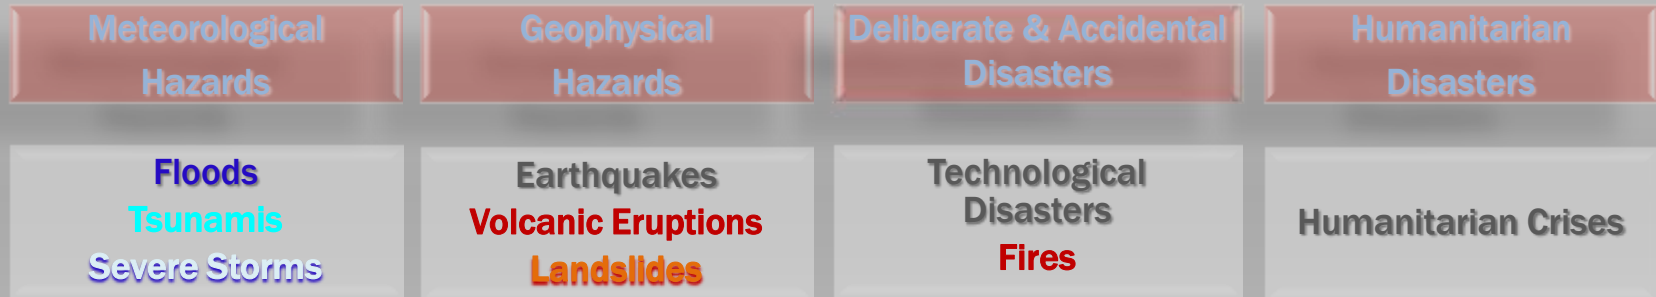 Meteorological
Hazards
Geophysical
Hazards
Deliberate & Accidental
Disasters
Humanitarian
Disasters
Floods
Tsunamis
Severe Storms
Earthquakes
Volcanic Eruptions
Landslides
Technological
Disasters
Fires
Humanitarian Crises